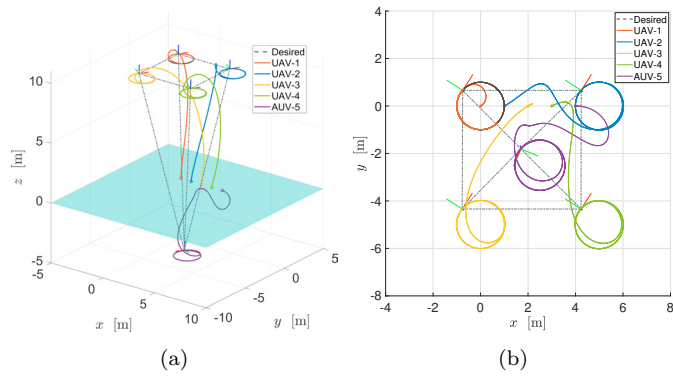 Desired
UAV-1
UAV-2
UAV-3
UAV-4
AUV-5
10
5
0
-5
z [m]
-5
0
5
10
x [m]
-10
-5
0
5
y [m]
(a)
Desired
UAV-1
UAV-2
UAV-3
UAV-4
AUV-5
4
2
0
-2
-4
-6
-8
y [m]
-4
-2
0
2
4
6
8
x [m]
(b)